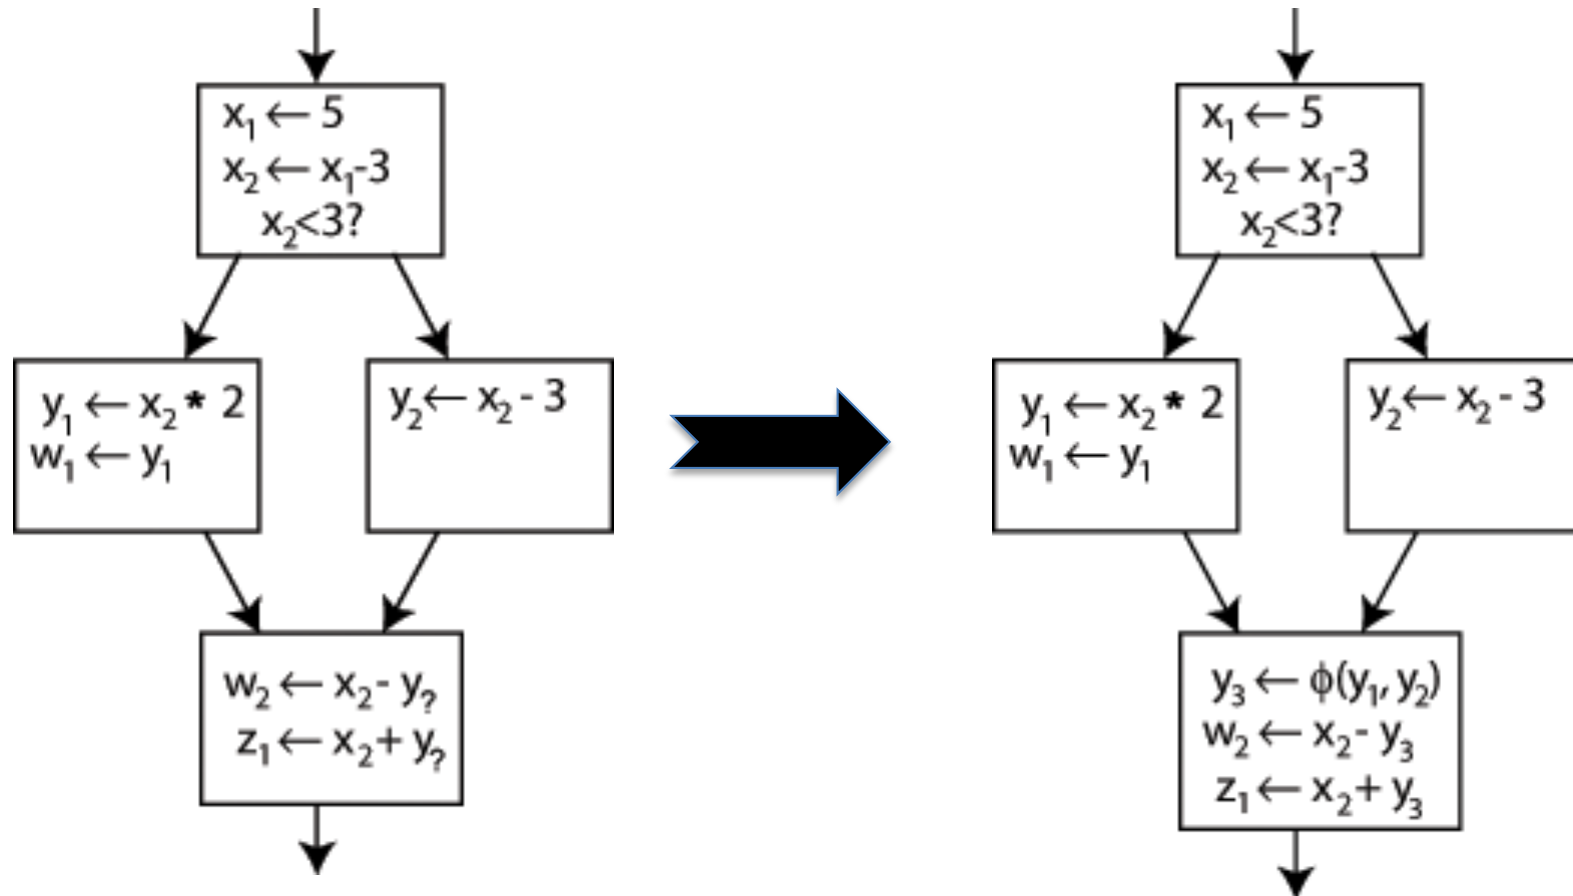 x₁ ← 5
x₂ ← x₁-3
x₂<3?
y₁ ← x₂ * 2
w₁ ← y₁
y₂ ← x₂ - 3
w₂ ← x₂ - y?
z₁ ← x₂ + y?
x₁ ← 5
x₂ ← x₁-3
x₂<3?
y₁ ← x₂ * 2
w₁ ← y₁
y₂ ← x₂ - 3
y₃ ← ϕ(y₁, y₂)
w₂ ← x₂ - y₃
z₁ ← x₂ + y₃